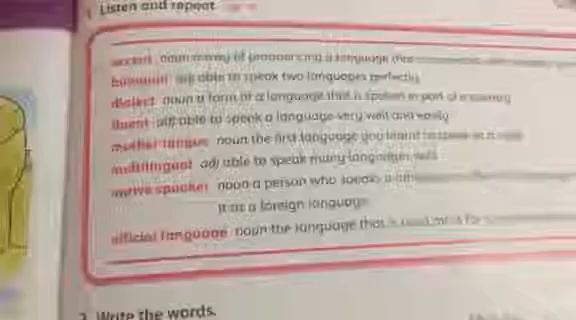 Listen and repeat.
accent noun a way of pronouncing a language that
bilingual adj able to speak two languages perfectly
dialect noun a form of a language that is spoken in part of a country
fluent adj able to speak a language very well and easily
mother tongue noun the first language you learnt to speak as a child
multilingual adj able to speak many languages well
native speaker noun a person who speaks a
it as a foreign language
official language noun the language that is used most for
Write the words.